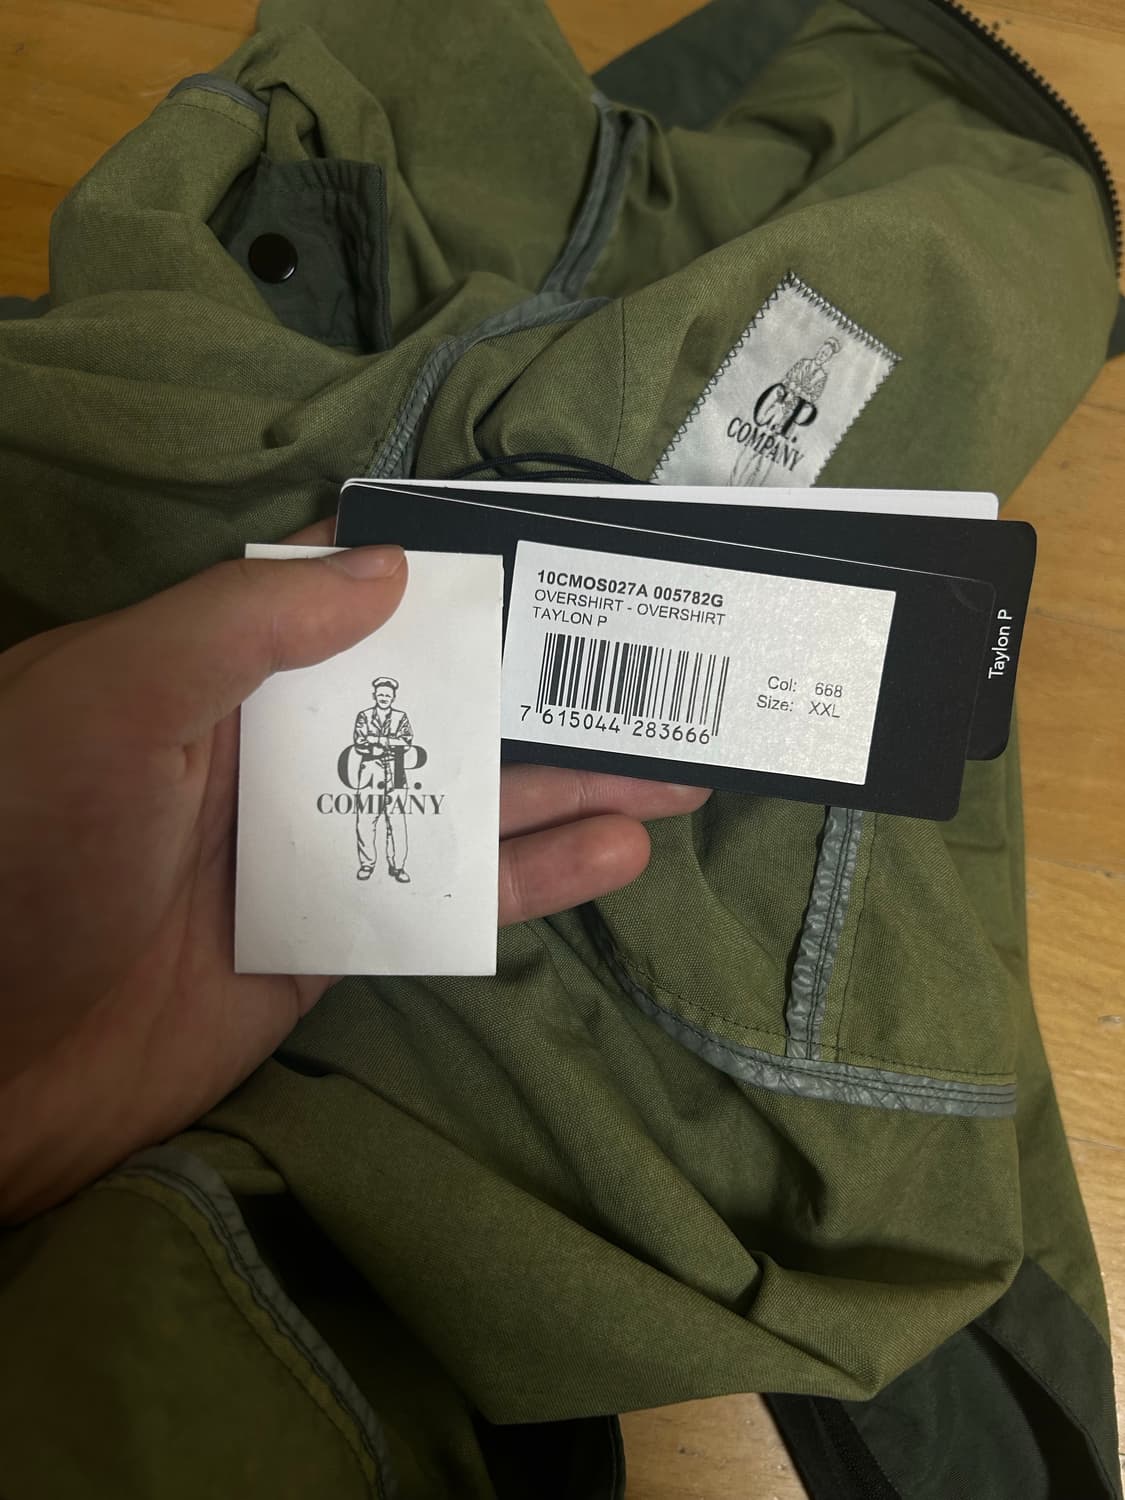 C.P.
COMPANY
10CMOS027A 005782G
OVERSHIRT - OVERSHIRT
TAYLON P
Col: 668
Size: XXL
7 615044 283666
Taylon P
C.P.
COMPANY